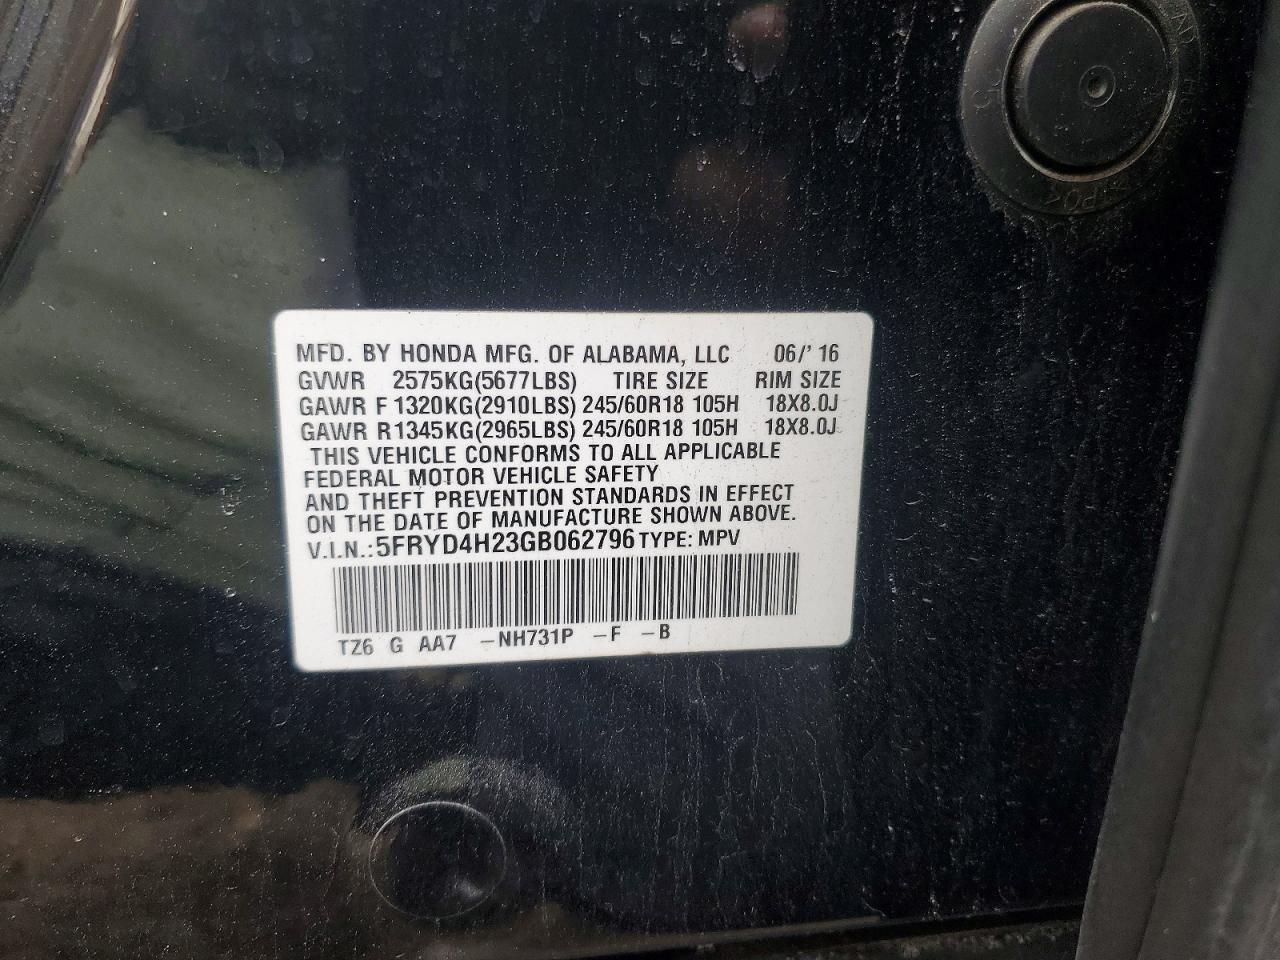 MFD. BY HONDA MFG. OF ALABAMA, LLC 06/'16
GVWR 2575KG(5677LBS) TIRE SIZE RIM SIZE
GAWR F 1320KG(2910LBS) 245/60R18 105H 18X8.0J
GAWR R1345KG(2965LBS) 245/60R18 105H 18X8.0J
THIS VEHICLE CONFORMS TO ALL APPLICABLE
FEDERAL MOTOR VEHICLE SAFETY
AND THEFT PREVENTION STANDARDS IN EFFECT
ON THE DATE OF MANUFACTURE SHOWN ABOVE.
V.I.N.:5FRYD4H23GB062796 TYPE: MPV
TZ6 G AA7 -NH731P -F -B